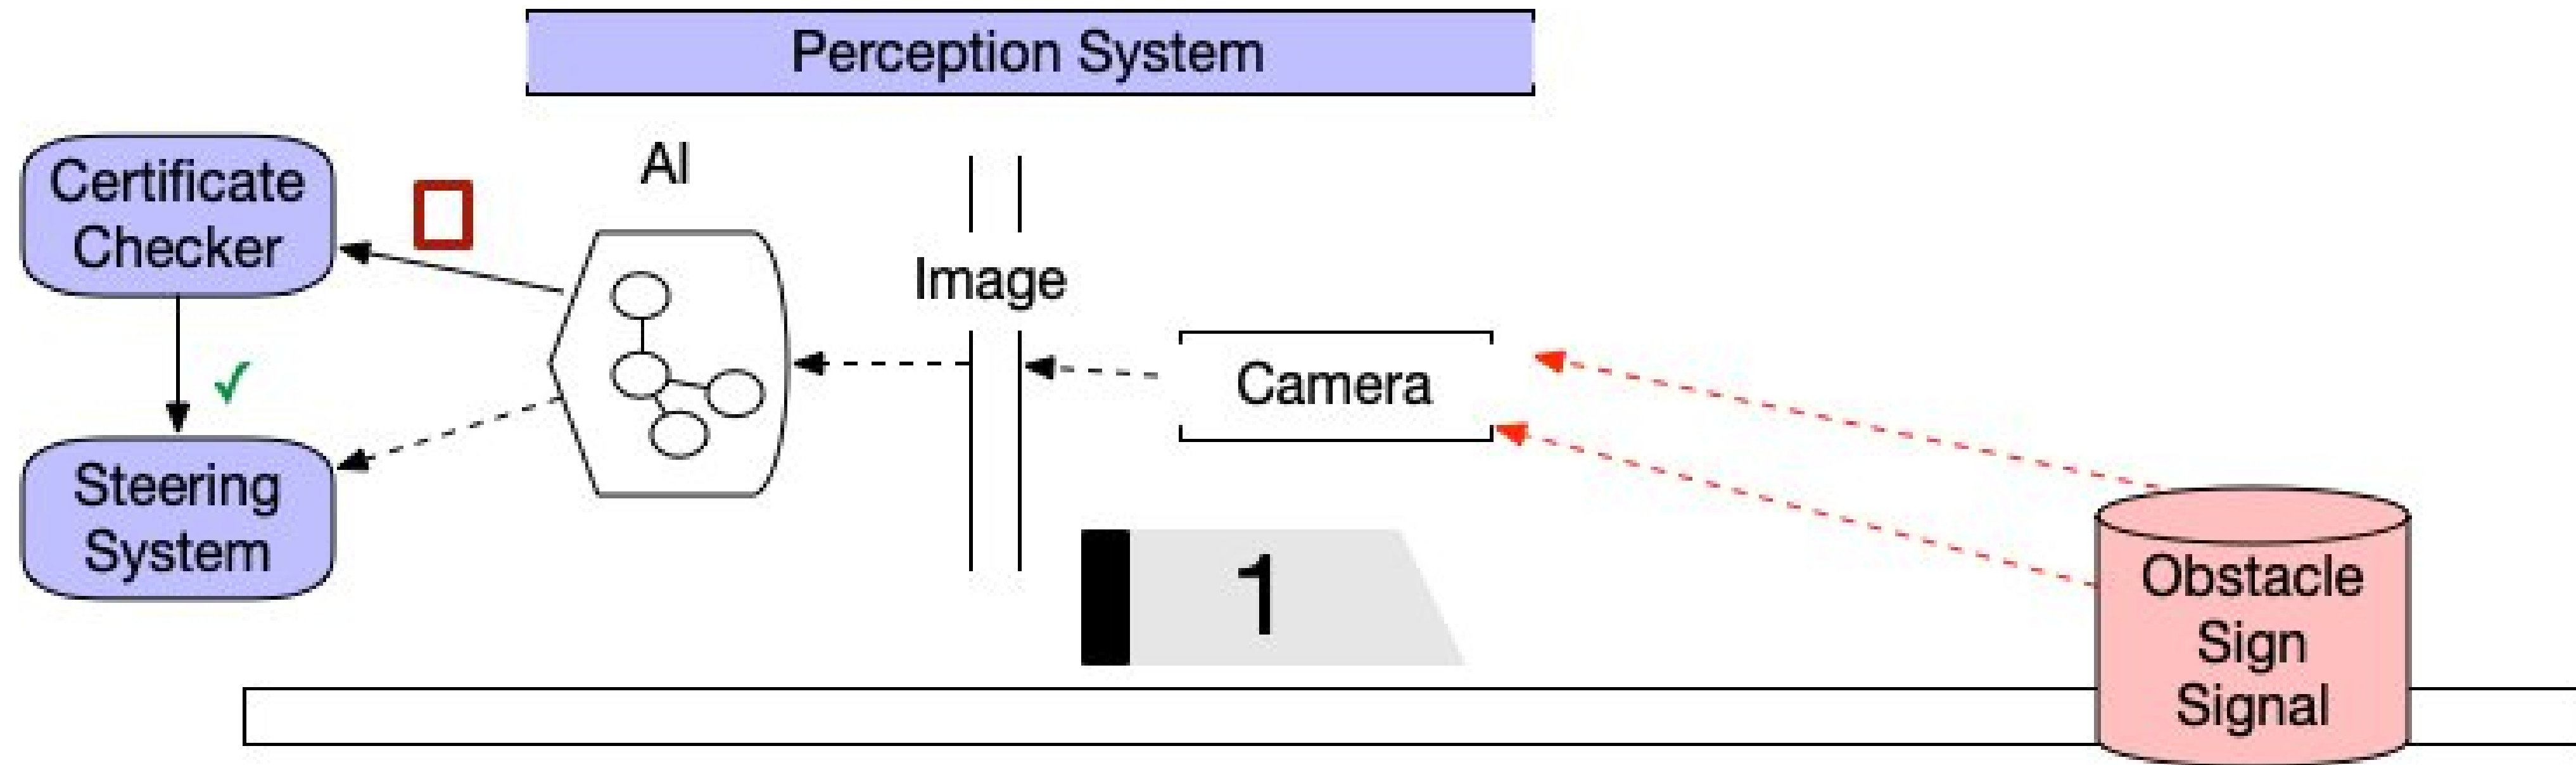 Perception System
AI
Certificate
Checker
Image
Camera
Steering
System
1
Obstacle
Sign
Signal